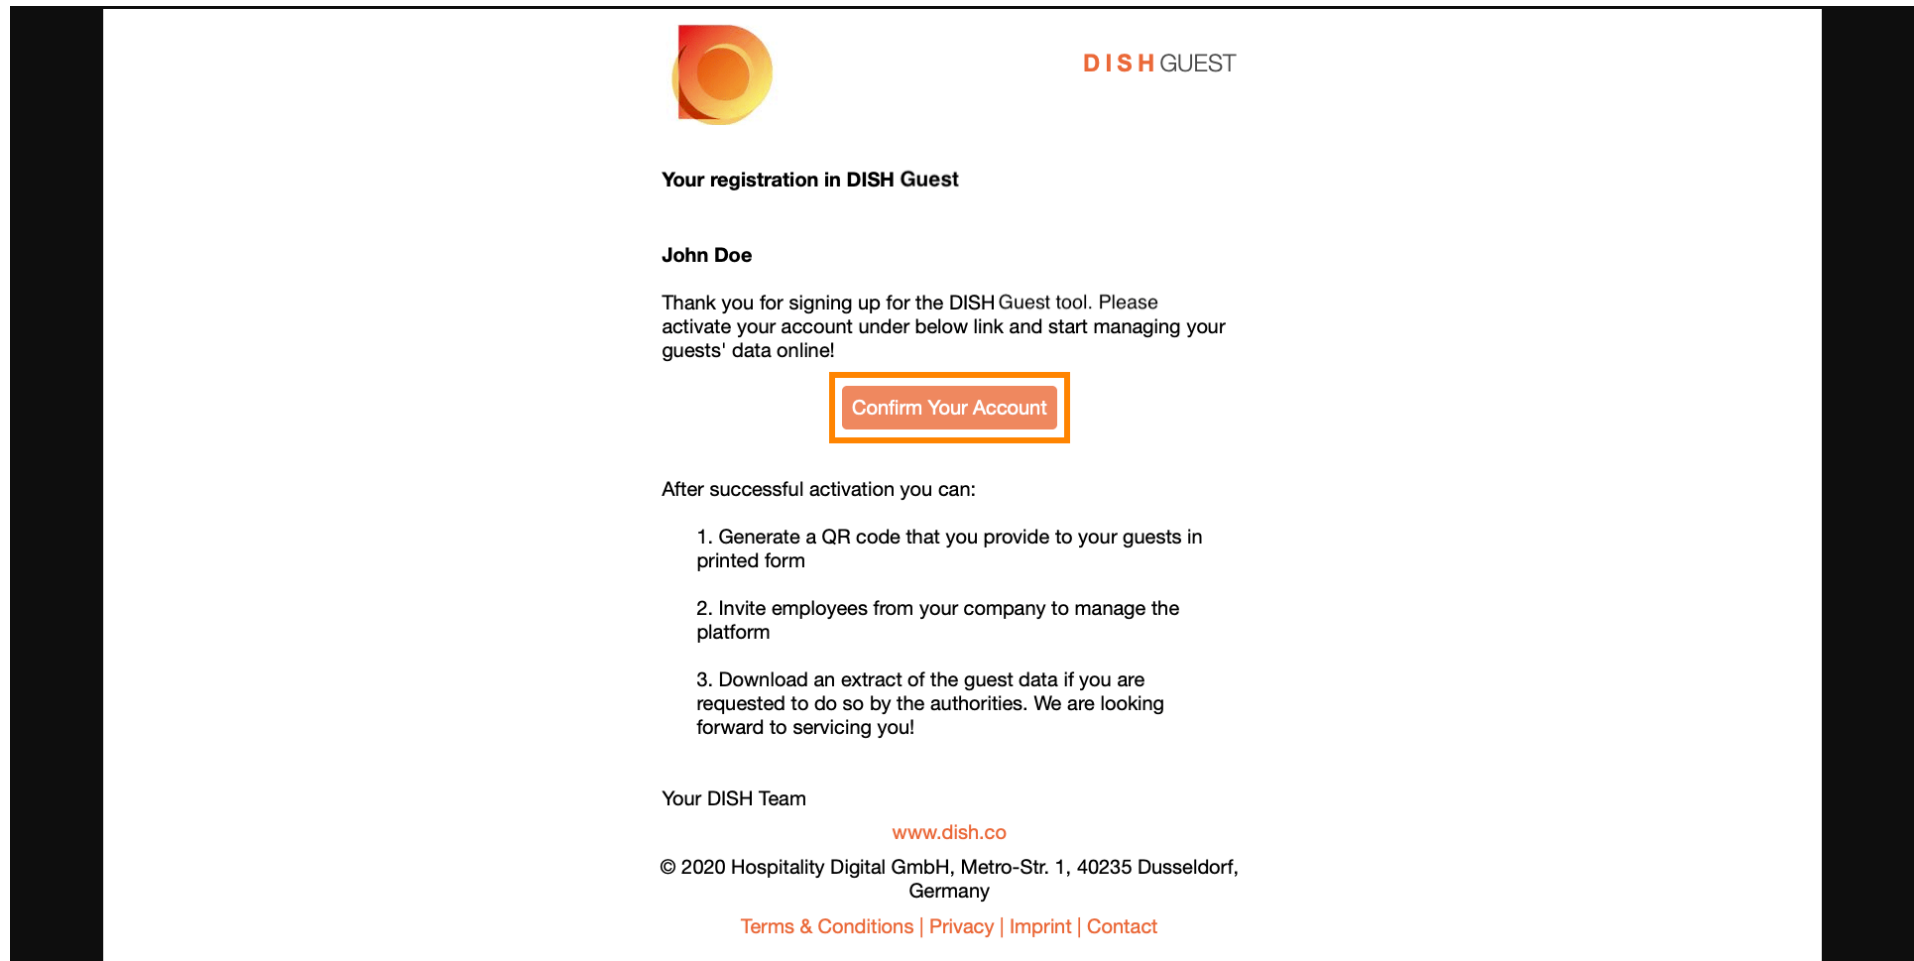 DISH GUEST
Your registration in DISH Guest
John Doe
Thank you for signing up for the DISH Guest tool. Please
activate your account under below link and start managing your
guests' data online!
Confirm Your Account
After successful activation you can:
1. Generate a QR code that you provide to your guests in
printed form
2. Invite employees from your company to manage the
platform
3. Download an extract of the guest data if you are
requested to do so by the authorities. We are looking
forward to servicing you!
Your DISH Team
www.dish.co
© 2020 Hospitality Digital GmbH, Metro-Str. 1, 40235 Dusseldorf,
Germany
Terms & Conditions | Privacy | Imprint | Contact